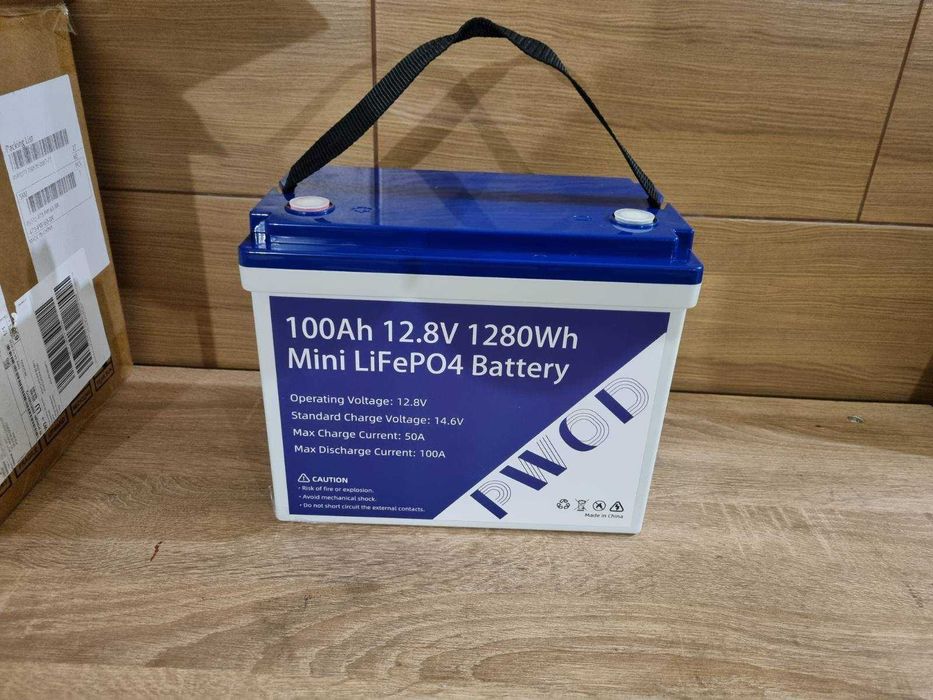 Packing List
100Ah 12.8V 1280Wh
Mini LiFePO4 Battery
Operating Voltage: 12.8V
Standard Charge Voltage: 14.6V
Max Charge Current: 50A
Max Discharge Current: 100A
CAUTION
• Risk of fire or explosion.
• Avoid mechanical shock.
• Do not short circuit the external contacts.
PWOD
Made in China